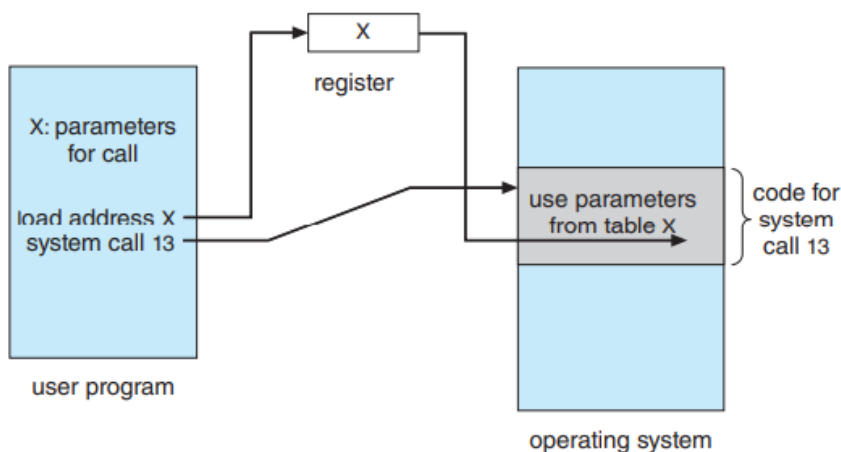 X
register
X: parameters
for call
load address X
system call 13
user program
use parameters
from table X
code for
system
call 13
operating system